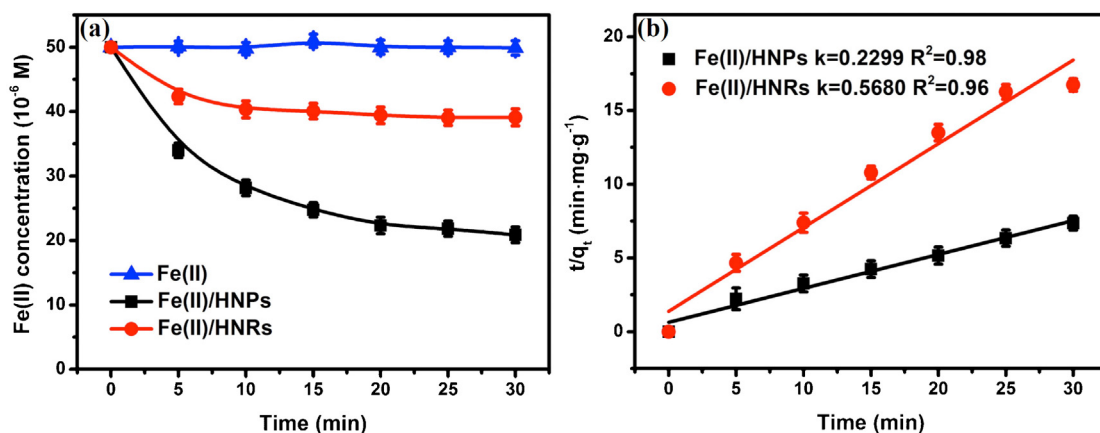 (a)
Fe(II) concentration (10⁻⁶ M)
60
50
40
30
20
10
0
Fe(II)
Fe(II)/HNPs
Fe(II)/HNRs
0 5 10 15 20 25 30
Time (min)
(b)
t/qₜ (min·mg·g⁻¹)
20
15
10
5
0
Fe(II)/HNPs k=0.2299 R²=0.98
Fe(II)/HNRs k=0.5680 R²=0.96
0 5 10 15 20 25 30
Time (min)